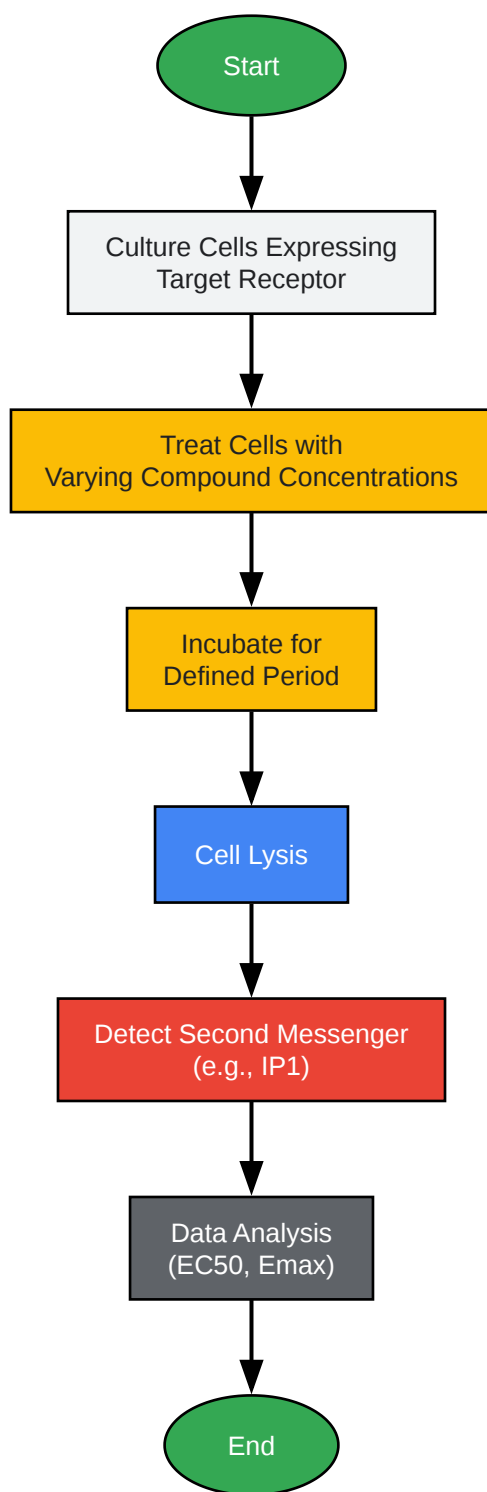 Start
Culture Cells Expressing
Target Receptor
Treat Cells with
Varying Compound Concentrations
Incubate for
Defined Period
Cell Lysis
Detect Second Messenger
(e.g., IP1)
Data Analysis
(EC50, Emax)
End